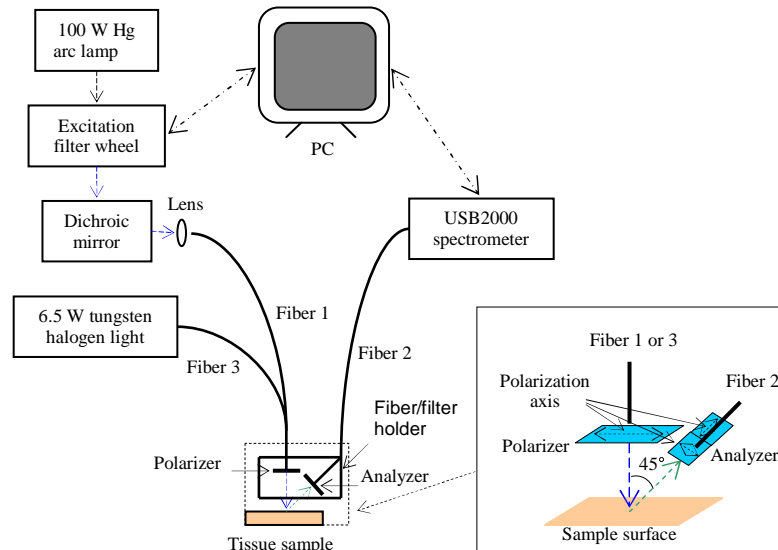 100 W Hg
arc lamp
Excitation
filter wheel
PC
Dichroic
mirror
Lens
USB2000
spectrometer
6.5 W tungsten
halogen light
Fiber 1
Fiber 2
Fiber 3
Fiber/filter
holder
Polarizer
Analyzer
Tissue sample
Fiber 1 or 3
Fiber 2
Polarization
axis
Polarizer
Analyzer
45°
Sample surface